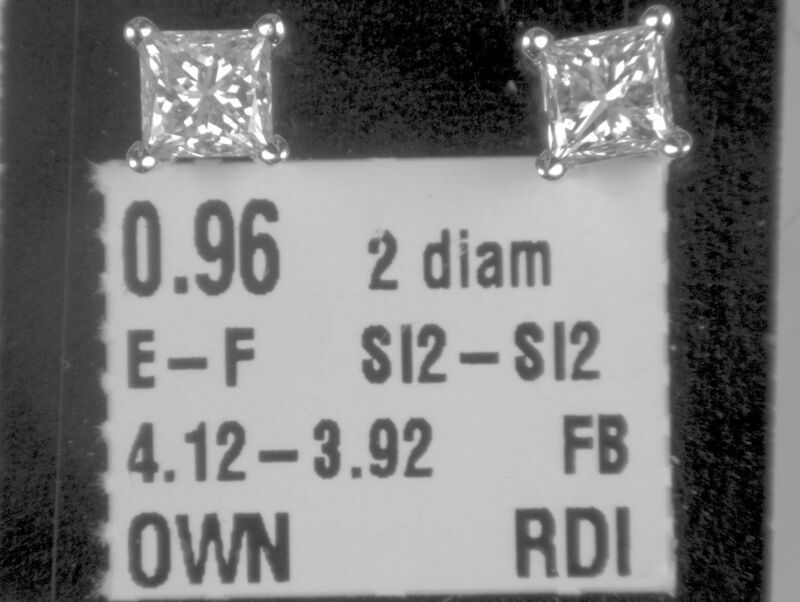 0.96 2 diam
E-F SI2-SI2
4.12-3.92 FB
OWN RDI